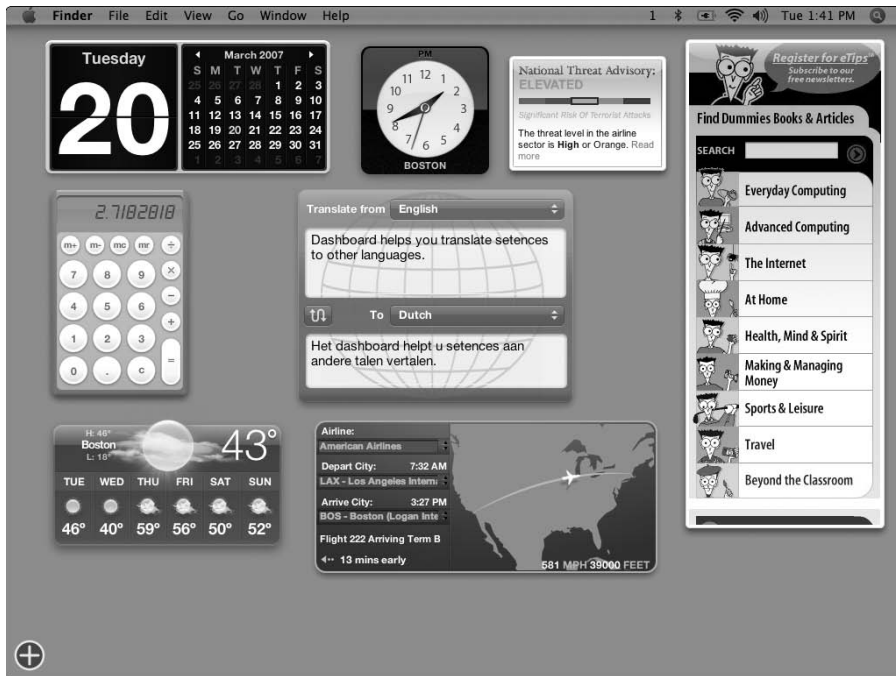 Finder File Edit View Go Window Help 1 Tue 1:41 PM
Tuesday
20
March 2007
S M T W T F S
25 26 27 28 1 2 3
4 5 6 7 8 9 10
11 12 13 14 15 16 17
18 19 20 21 22 23 24
25 26 27 28 29 30 31
1 2 3 4 5 6 7
PM
12
11 1
10 2
9 3
8 4
7 5
6
BOSTON
National Threat Advisory:
ELEVATED
Significant Risk Of Terrorist Attacks
The threat level in the airline
sector is High or Orange. Read
more
Register for eTips
Subscribe to our
free newsletters.
Find Dummies Books & Articles
SEARCH
Everyday Computing
Advanced Computing
The Internet
At Home
Health, Mind & Spirit
Making & Managing
Money
Sports & Leisure
Travel
Beyond the Classroom
2.7182818
m+ m- mc mr ÷
7 8 9 ×
4 5 6 −
+
1 2 3
0 . c =
Translate from English
Dashboard helps you translate setences
to other languages.
To Dutch
Het dashboard helpt u setences aan
andere talen vertalen.
H: 46°
Boston
L: 18°
43°
TUE WED THU FRI SAT SUN
46° 40° 59° 56° 50° 52°
Airline:
American Airlines
Depart City: 7:32 AM
LAX - Los Angeles Interna
Arrive City: 3:27 PM
BOS - Boston (Logan Inte
Flight 222 Arriving Term B
13 mins early
581 MPH 39000 FEET